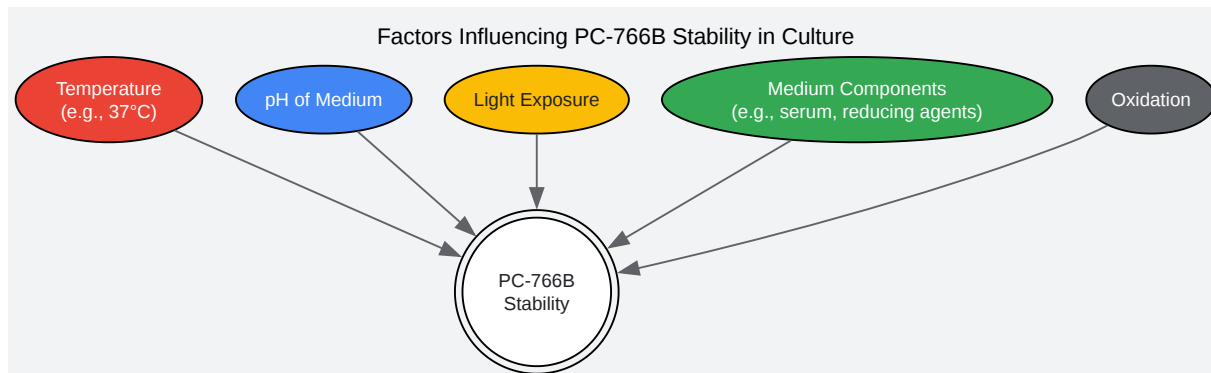 Factors Influencing PC-766B Stability in Culture
Temperature
(e.g., 37°C)
pH of Medium
Light Exposure
Medium Components
(e.g., serum, reducing agents)
Oxidation
PC-766B
Stability